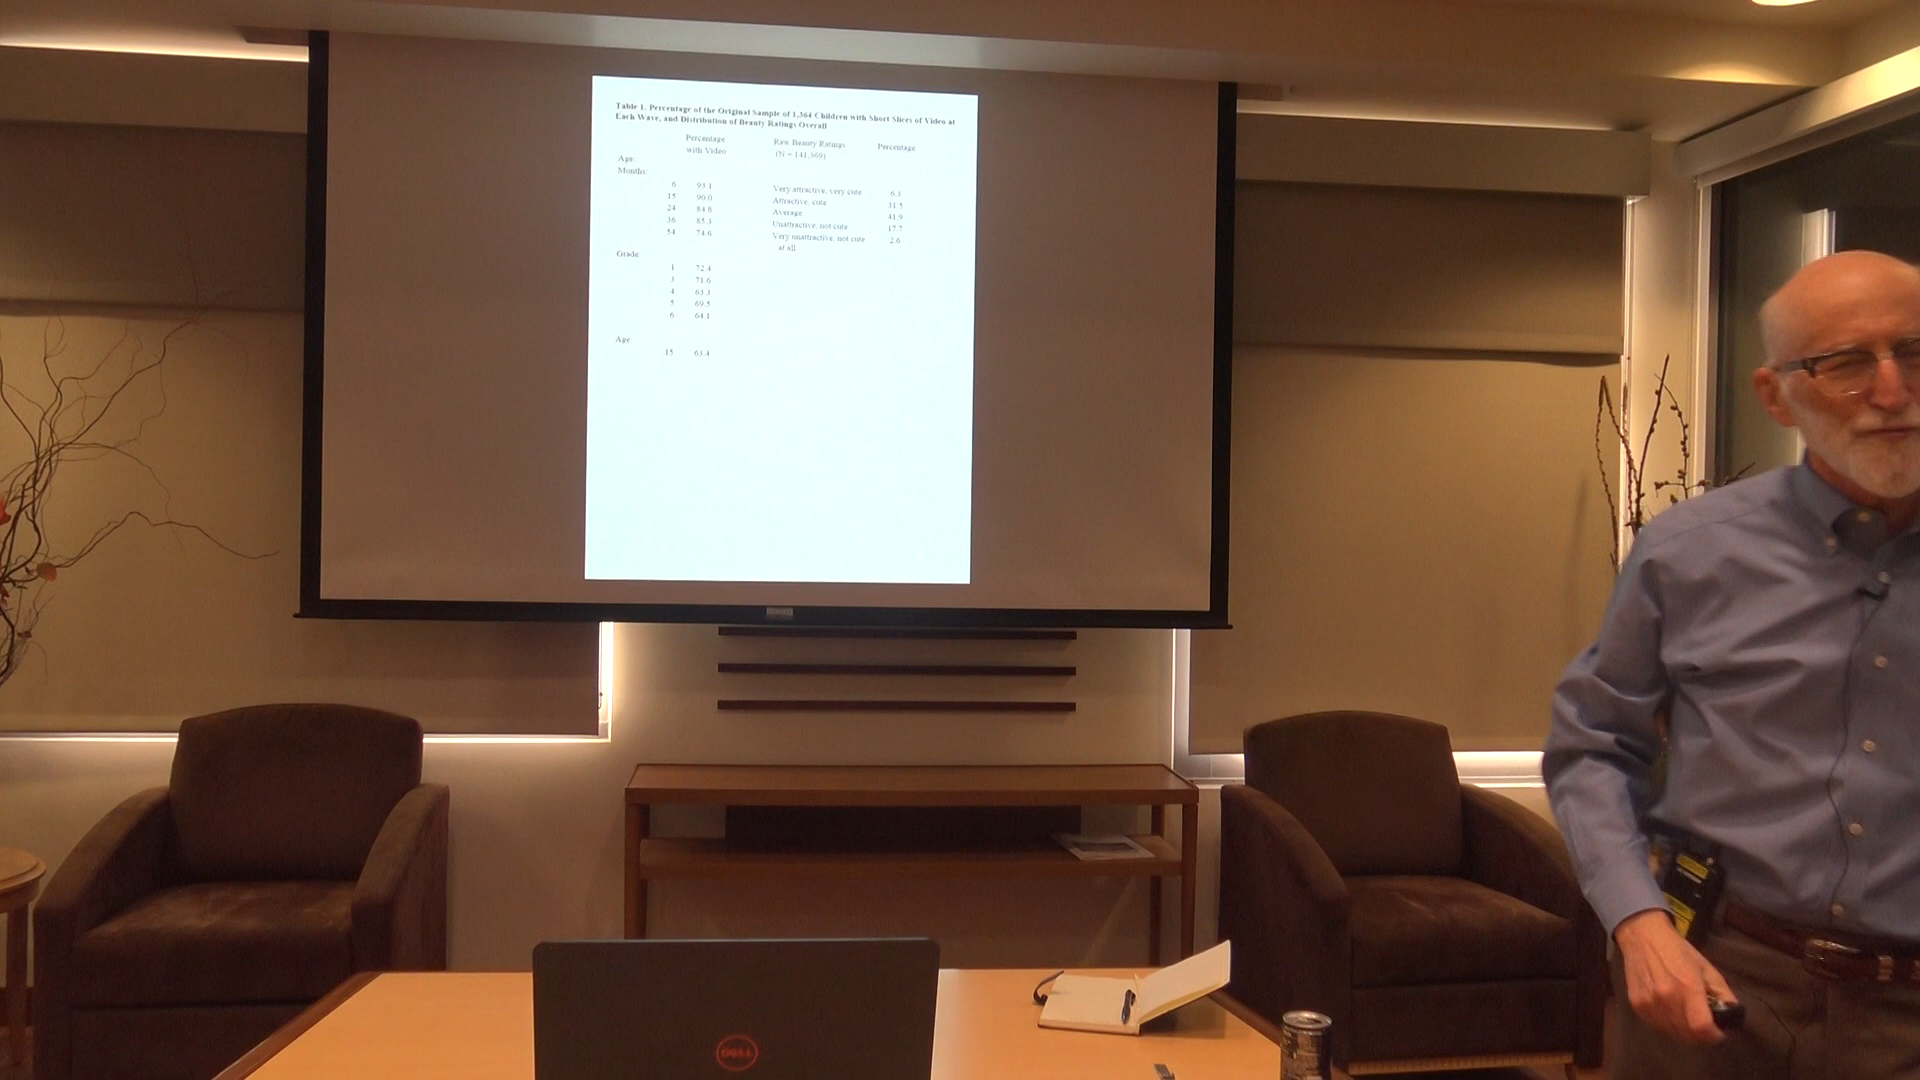 Table 1. Percentage of the Original Sample of 1,364 Children with Short Slices of Video at
Each Wave, and Distribution of Beauty Ratings Overall
Percentage with Video
Raw Beauty Ratings (N = 141,369)
Percentage
Age:
Months:
6 93.1 Very attractive, very cute 6.3
15 90.0 Attractive, cute 31.5
24 84.8 Average 41.9
36 85.3 Unattractive, not cute 17.7
54 74.6 Very unattractive, not cute at all 2.6
Grade:
1 72.4
3 71.6
4 63.3
5 69.5
6 64.1
Age:
15 63.4
DELL